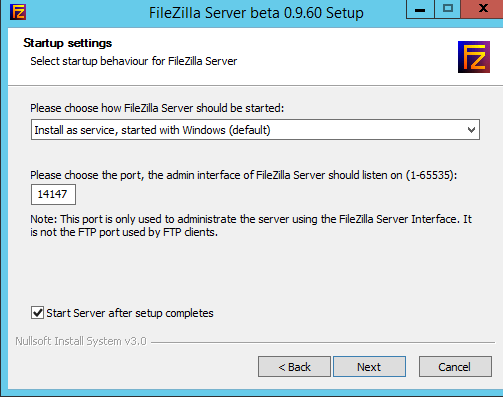 FileZilla Server beta 0.9.60 Setup
Startup settings
Select startup behaviour for FileZilla Server
Please choose how FileZilla Server should be started:
Install as service, started with Windows (default)
Please choose the port, the admin interface of FileZilla Server should listen on (1-65535):
14147
Note: This port is only used to administrate the server using the FileZilla Server Interface. It
is not the FTP port used by FTP clients.
Start Server after setup completes
Nullsoft Install System v3.0
< Back
Next
Cancel